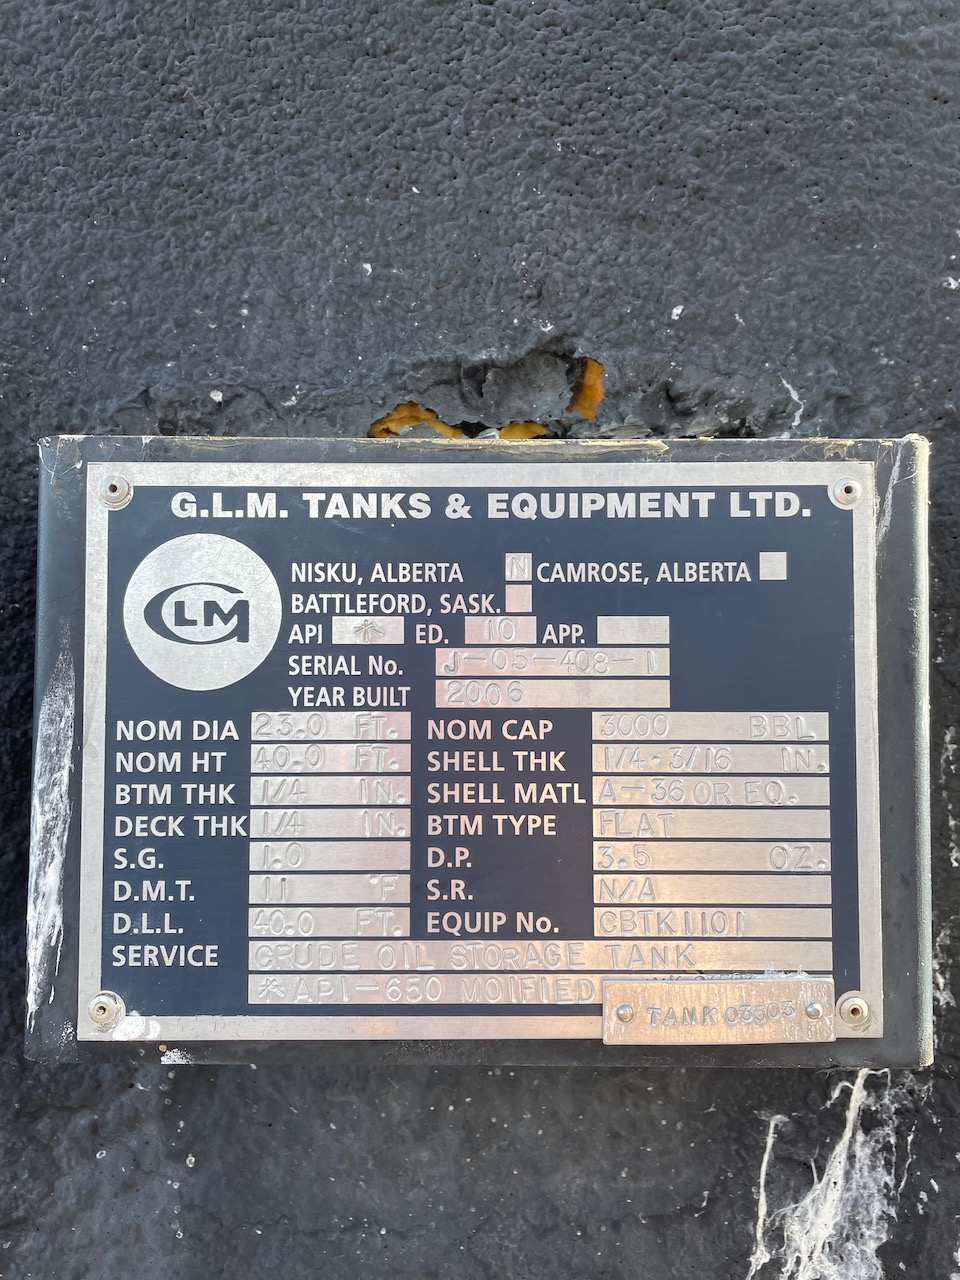 G.L.M. TANKS & EQUIPMENT LTD.
GLM
NISKU, ALBERTA N CAMROSE, ALBERTA
BATTLEFORD, SASK.
API * ED. 10 APP.
SERIAL No. J-05-408-1
YEAR BUILT 2006
NOM DIA 23.0 FT. NOM CAP 3000 BBL
NOM HT 40.0 FT. SHELL THK 1/4·3/16 IN.
BTM THK 1/4 IN. SHELL MATL A-36 OR EQ.
DECK THK 1/4 IN. BTM TYPE FLAT
S.G. 1.0 D.P. 3.5 OZ.
D.M.T. 11 °F S.R. N/A
D.L.L. 40.0 FT. EQUIP No. CBTK1101
SERVICE CRUDE OIL STORAGE TANK
*API-650 MOIFIED
TANK 03503